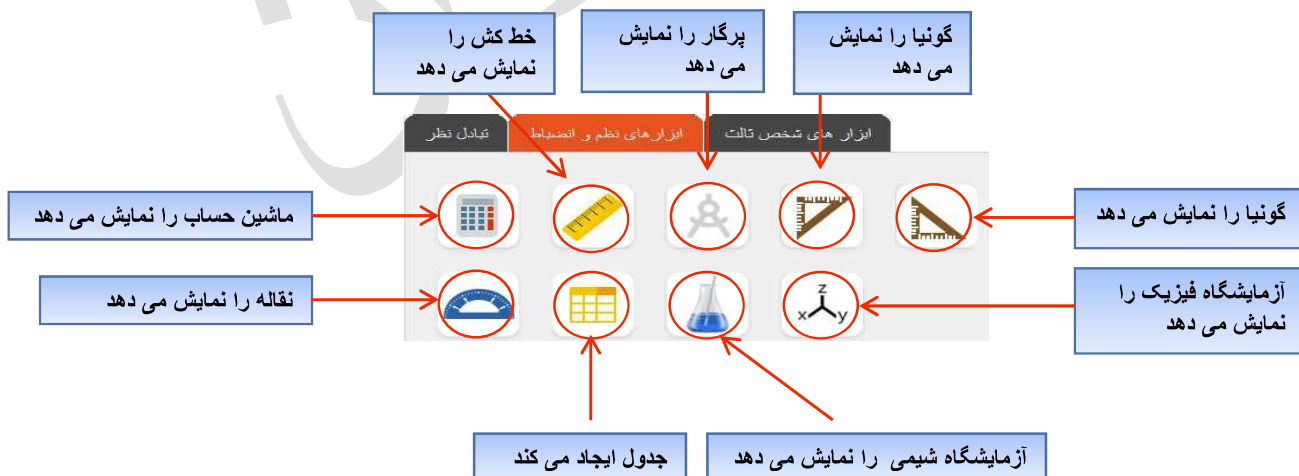 گونیا را نمایش
می دهد
پرگار را نمایش
می دهد
خط کش را
نمایش می دهد
ابزار های شخص ثالث
ابزار های نظم و انضباط
تبادل نظر
گونیا را نمایش می دهد
ماشین حساب را نمایش می دهد
آزمایشگاه فیزیک را
نمایش می دهد
نقاله را نمایش می دهد
z
x y
آزمایشگاه شیمی را نمایش می دهد
جدول ایجاد می کند